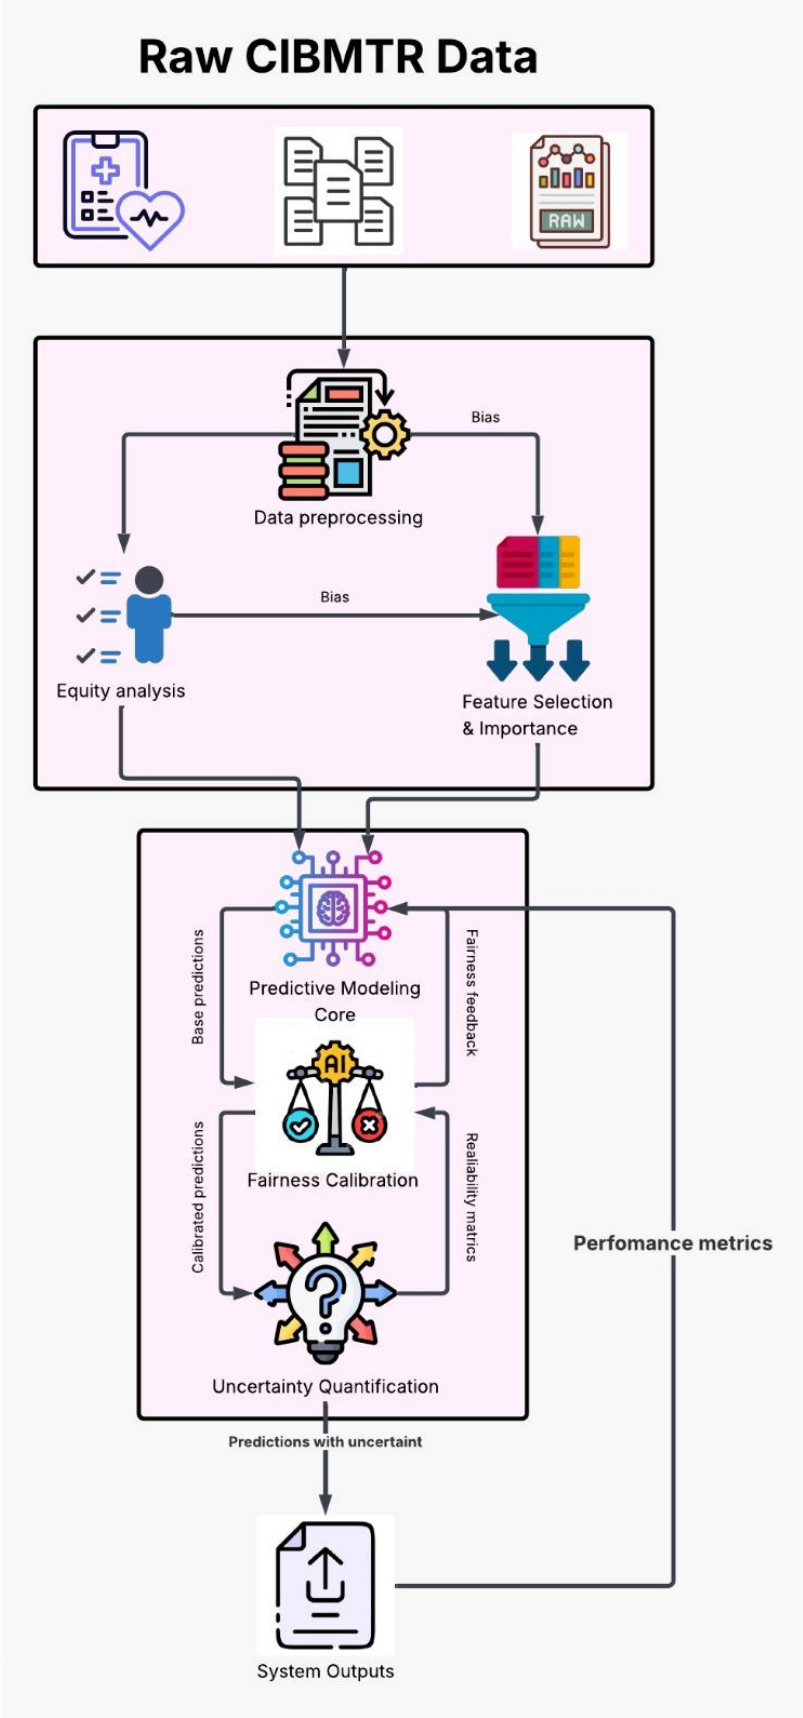 Raw CIBMTR Data
RAW
Bias
Data preprocessing
Bias
Equity analysis
Feature Selection
& Importance
Base predictions
Fairness feedback
Predictive Modeling
Core
AI
Fairness Calibration
Calibrated predictions
Realiability matrics
Perfomance metrics
Uncertainty Quantification
Predictions with uncertaint
System Outputs